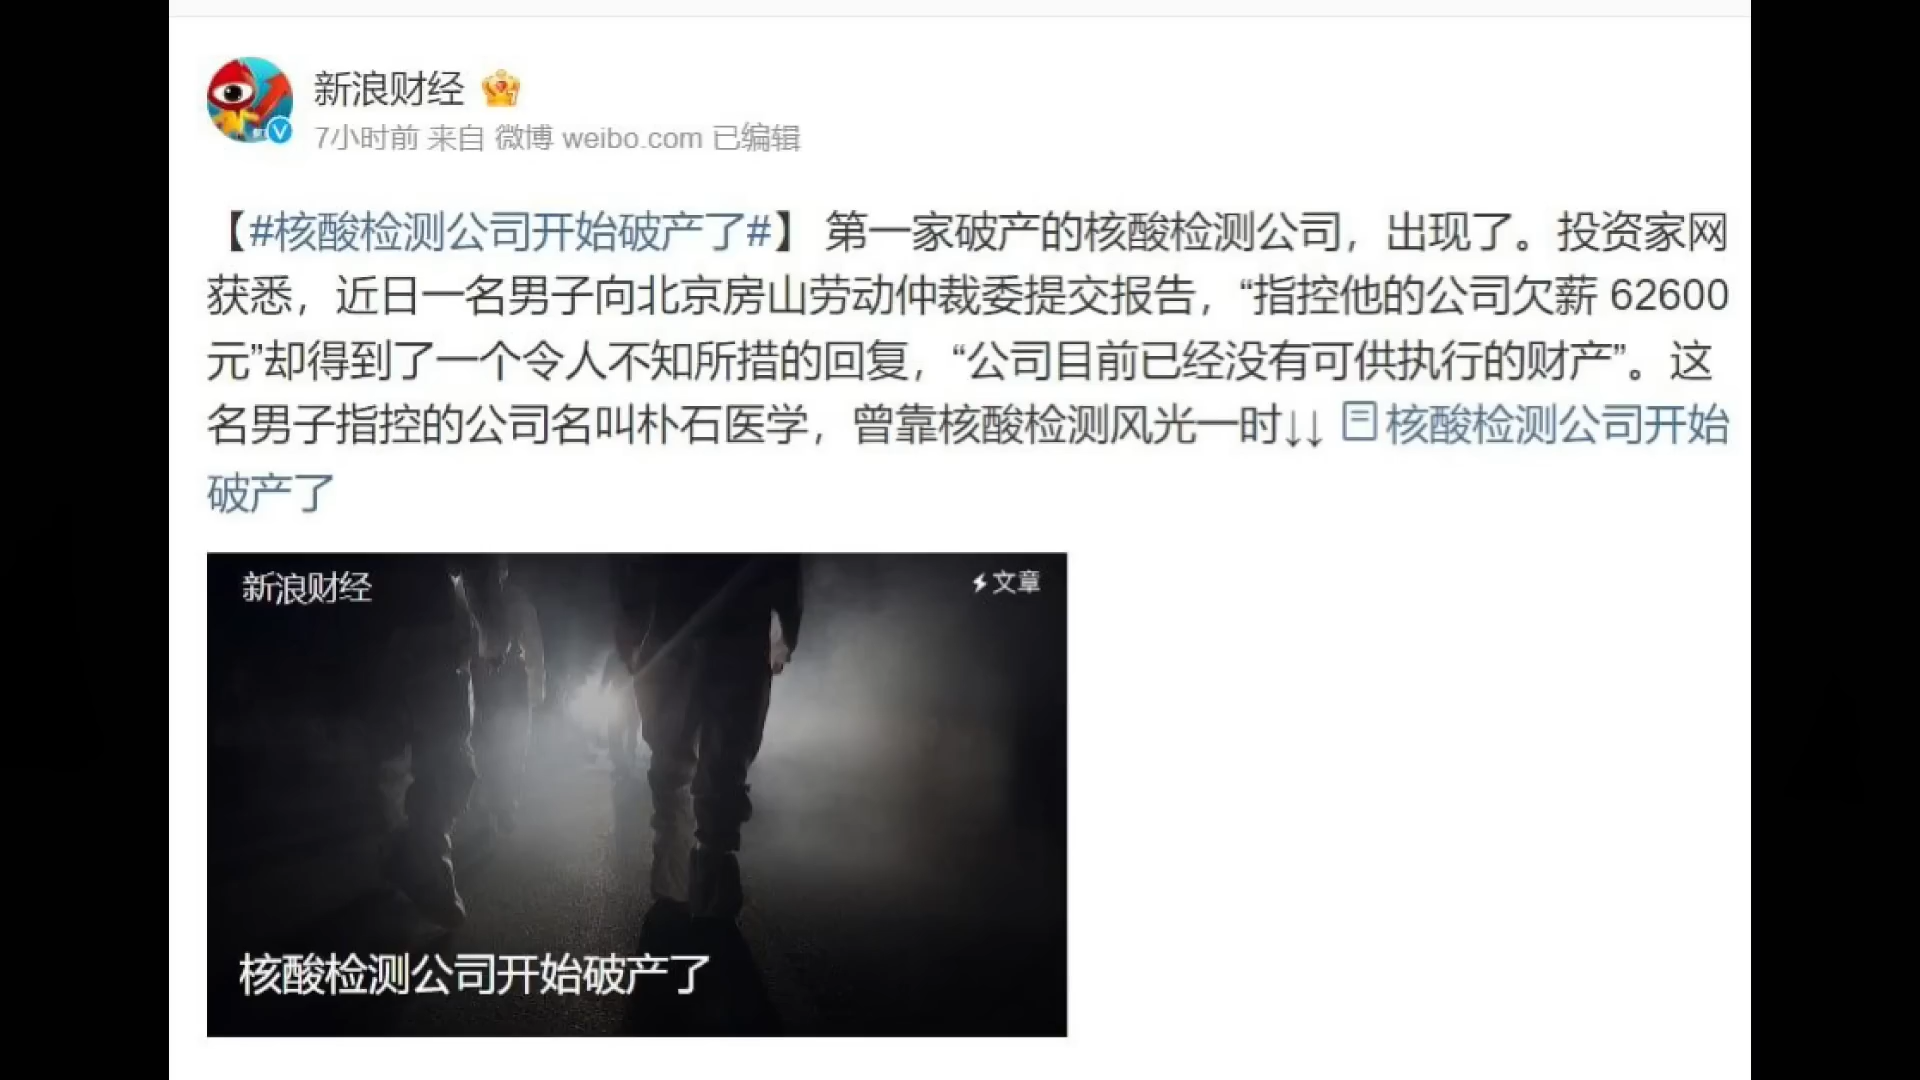 新浪财经
7小时前 来自 微博 weibo.com 已编辑
【#核酸检测公司开始破产了#】 第一家破产的核酸检测公司，出现了。投资家网
获悉，近日一名男子向北京房山劳动仲裁委提交报告，“指控他的公司欠薪 62600
元”却得到了一个令人不知所措的回复，“公司目前已经没有可供执行的财产”。这
名男子指控的公司名叫朴石医学，曾靠核酸检测风光一时↓↓ 核酸检测公司开始
破产了
新浪财经
文章
核酸检测公司开始破产了